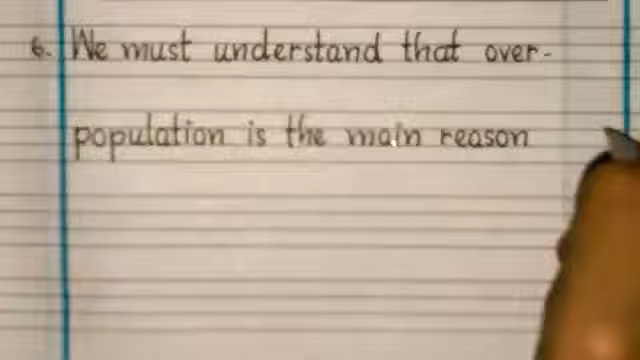 6. We must understand that over-
population is the main reason